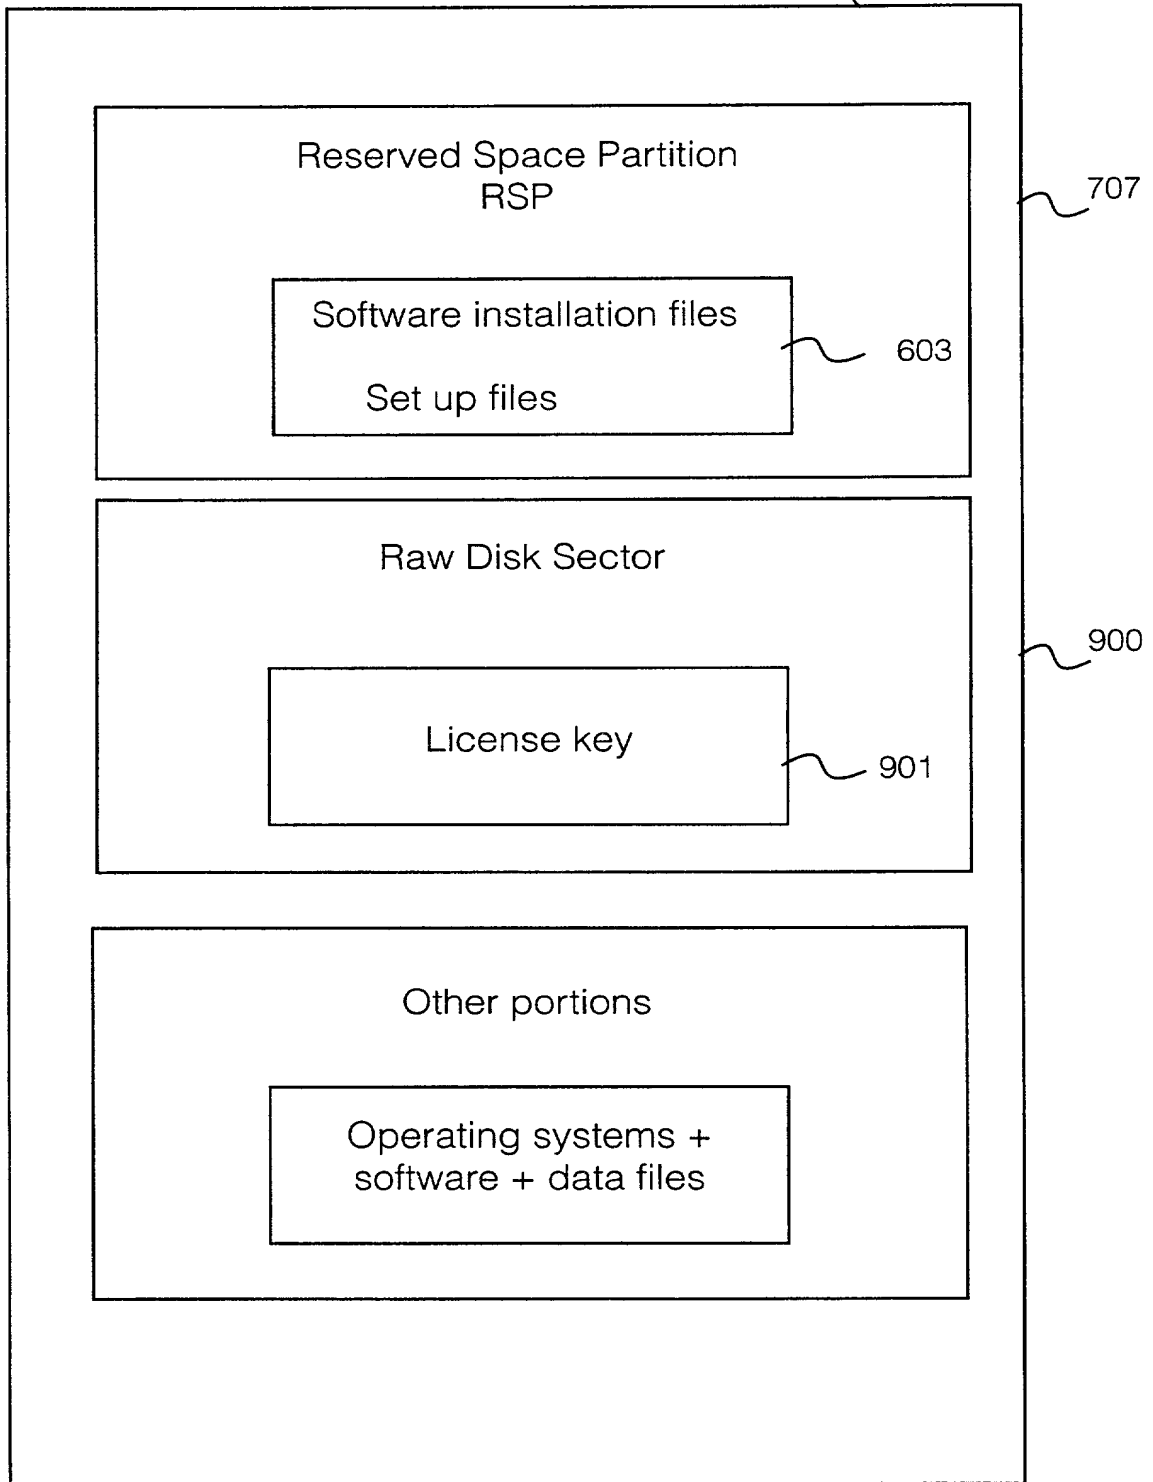 Reserved Space Partition
RSP
707
Software installation files
603
Set up files
Raw Disk Sector
900
License key
901
Other portions
Operating systems +
software + data files